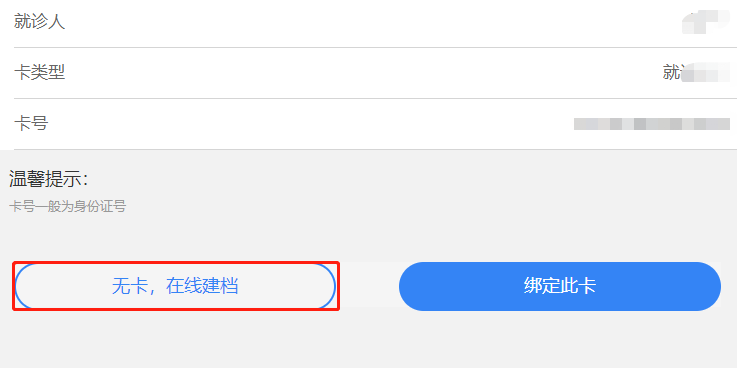 就诊人
卡类型 就
卡号
温馨提示：
卡号一般为身份证号
无卡，在线建档 绑定此卡